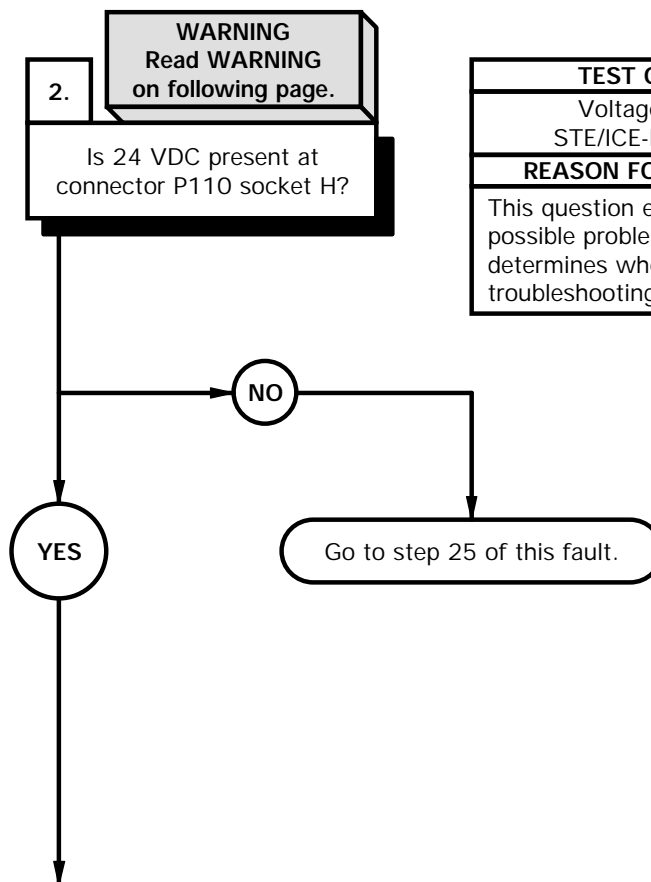 WARNING
Read WARNING
on following page.
2.
Is 24 VDC present at
connector P110 socket H?
TEST
Voltag
STE/ICE-
REASON FO
This question
possible proble
determines wh
troubleshooting
NO
YES
Go to step 25 of this fault.